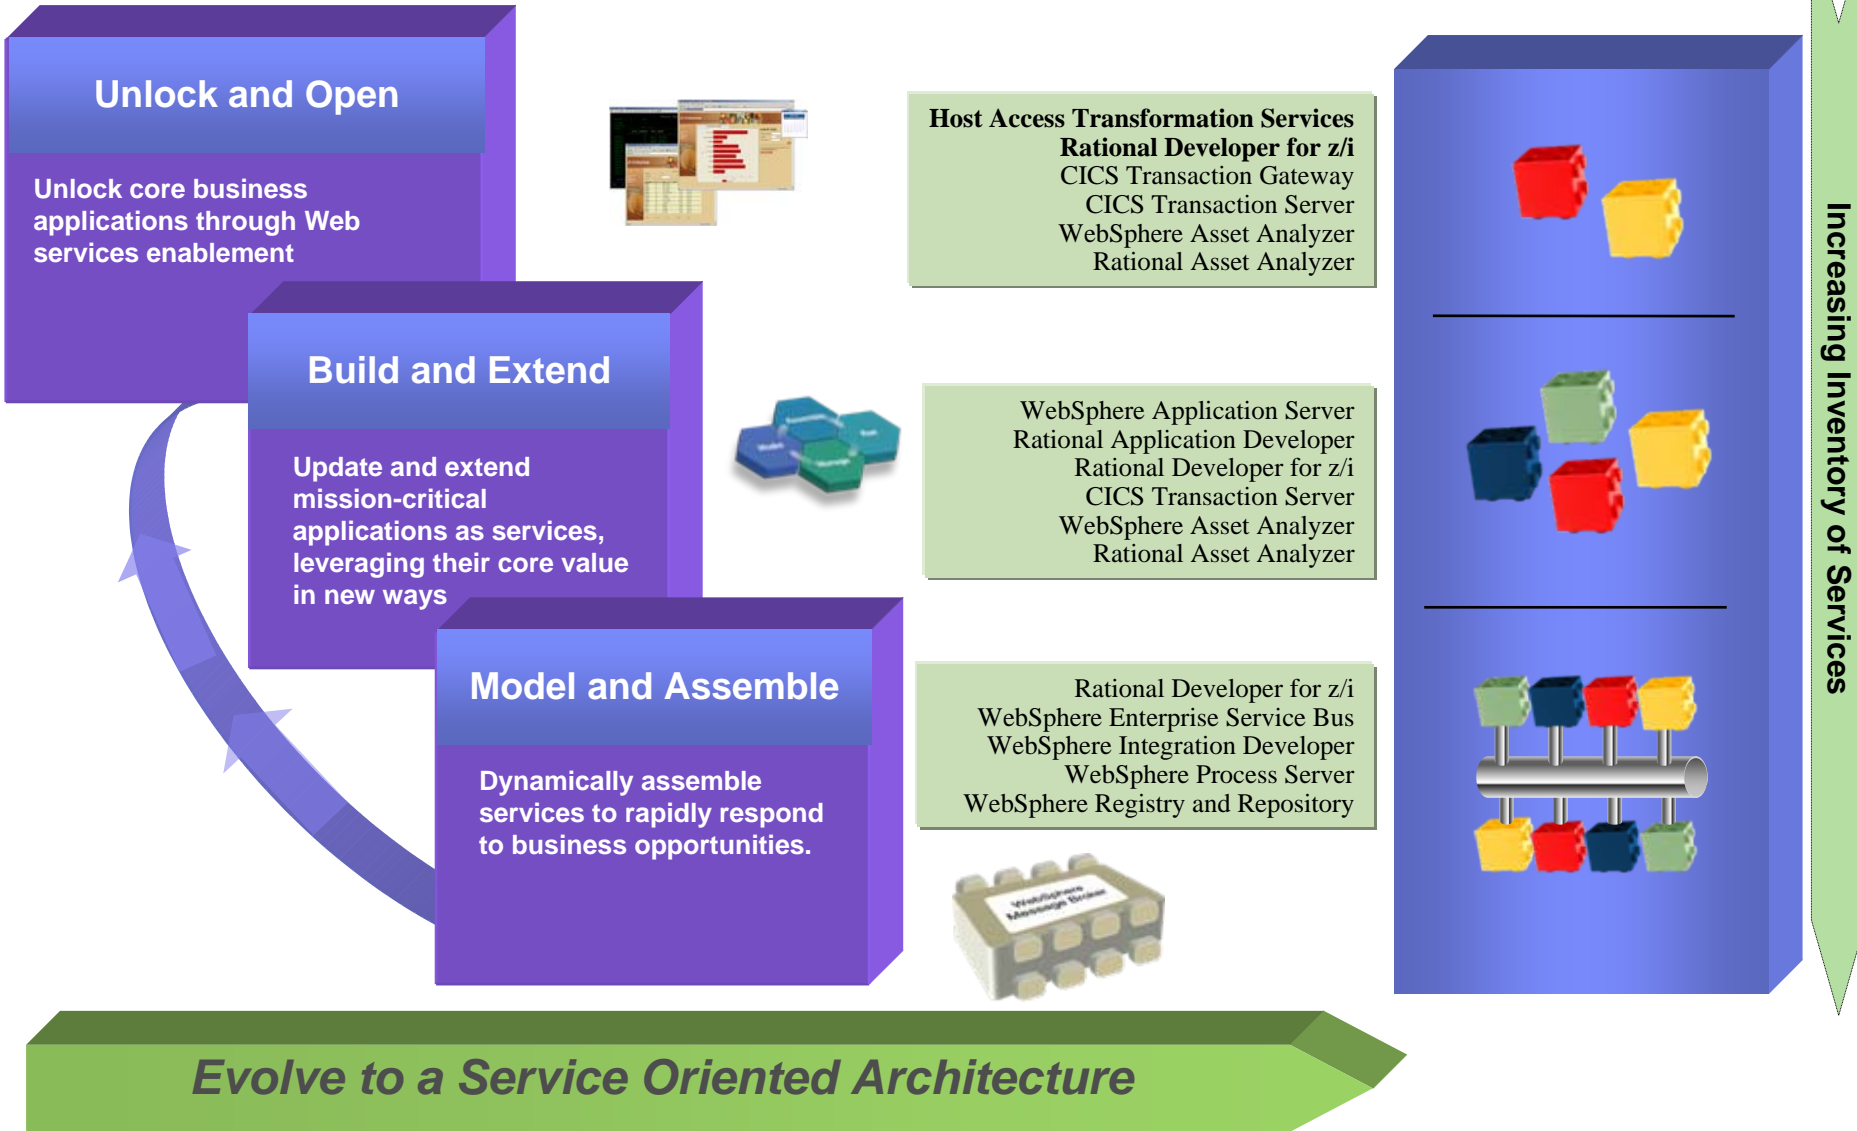 Unlock and Open
Unlock core business
applications through Web
services enablement
Host Access Transformation Services
Rational Developer for z/i
CICS Transaction Gateway
CICS Transaction Server
WebSphere Asset Analyzer
Rational Asset Analyzer
Build and Extend
Update and extend
mission-critical
applications as services,
leveraging their core value
in new ways
Model
Manage
WebSphere Application Server
Rational Application Developer
Rational Developer for z/i
CICS Transaction Server
WebSphere Asset Analyzer
Rational Asset Analyzer
Model and Assemble
Dynamically assemble
services to rapidly respond
to business opportunities.
Rational Developer for z/i
WebSphere Enterprise Service Bus
WebSphere Integration Developer
WebSphere Process Server
WebSphere Registry and Repository
WebSphere
Message Broker
Increasing Inventory of Services
Evolve to a Service Oriented Architecture